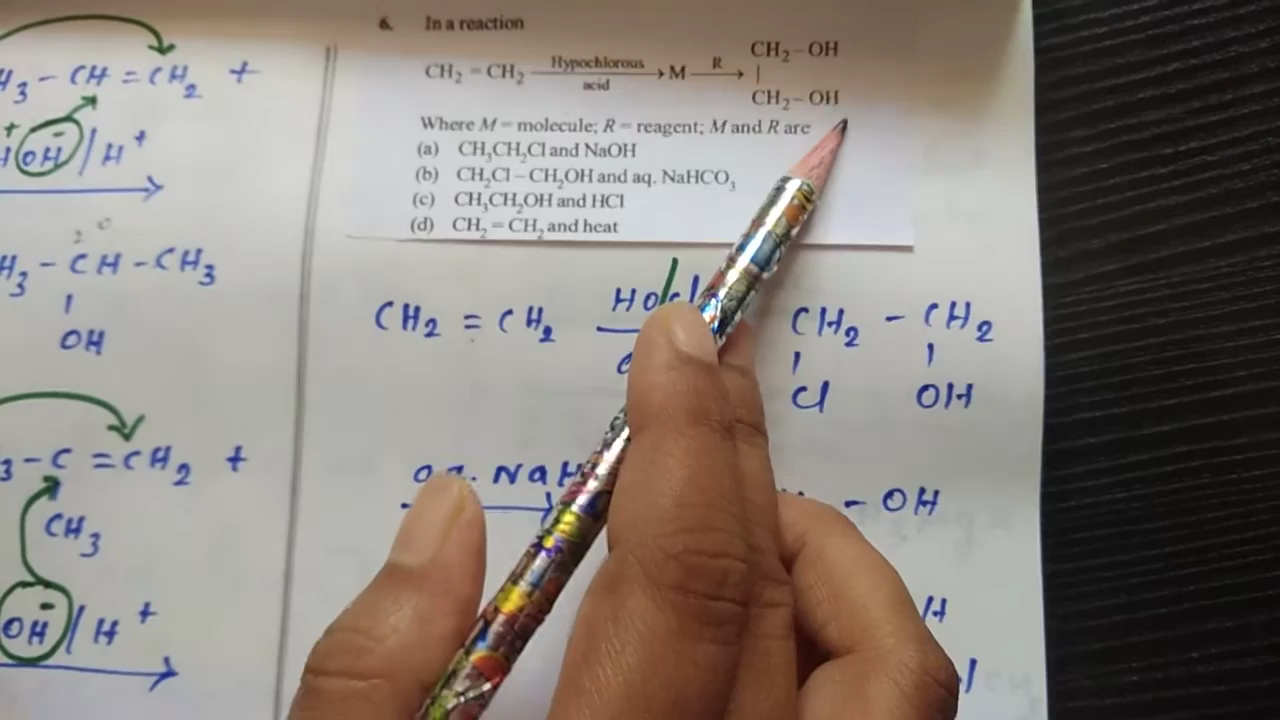 H3 - CH = CH2 +
+ -
H OH / H+
2°
H3 - CH - CH3
OH
3 - C = CH2 +
CH3
-
OH / H+
6. In a reaction
CH2 = CH2 Hypochlorous acid → M R → CH2 - OH
CH2 - OH
Where M = molecule; R = reagent; M and R are
(a) CH3CH2Cl and NaOH
(b) CH2Cl - CH2OH and aq. NaHCO3
(c) CH3CH2OH and HCl
(d) CH2 = CH2 and heat
CH2 = CH2 CH2 - CH2
Cl OH
- OH